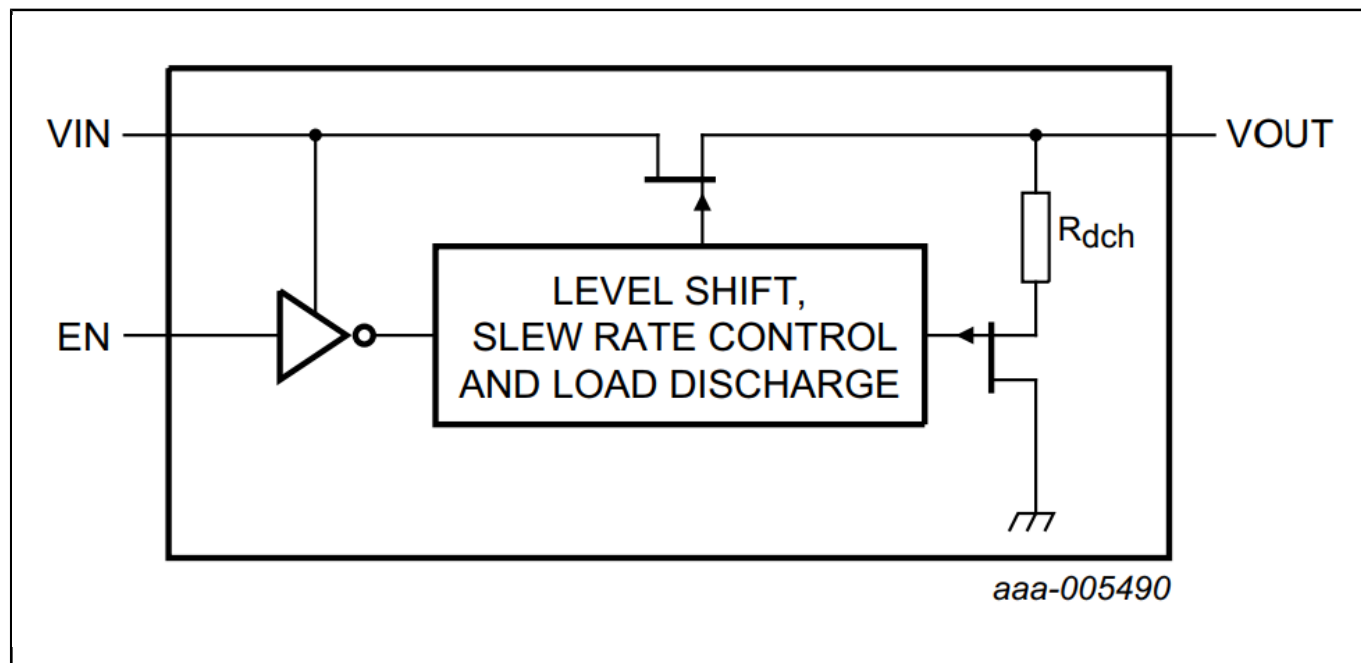 VIN
VOUT
Rdch
EN
LEVEL SHIFT,
SLEW RATE CONTROL
AND LOAD DISCHARGE
aaa-005490